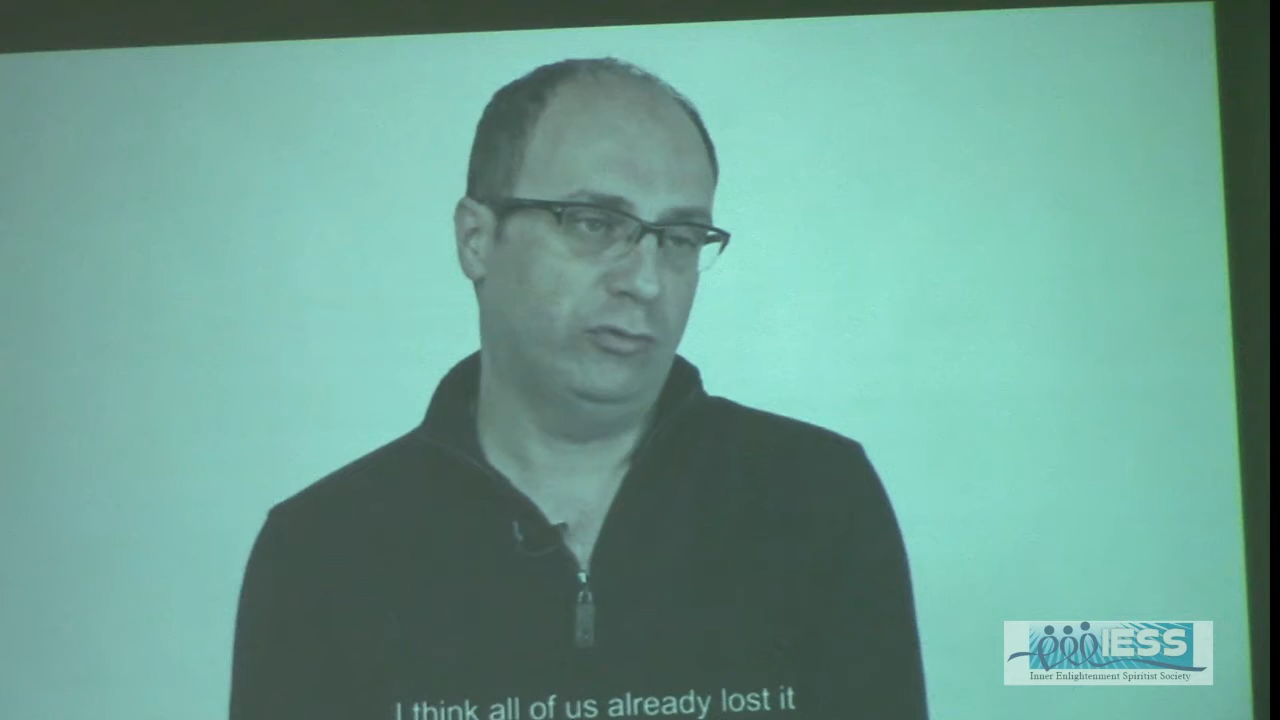 IESS
Inner Enlightenment Spiritist Society
I think all of us already lost it